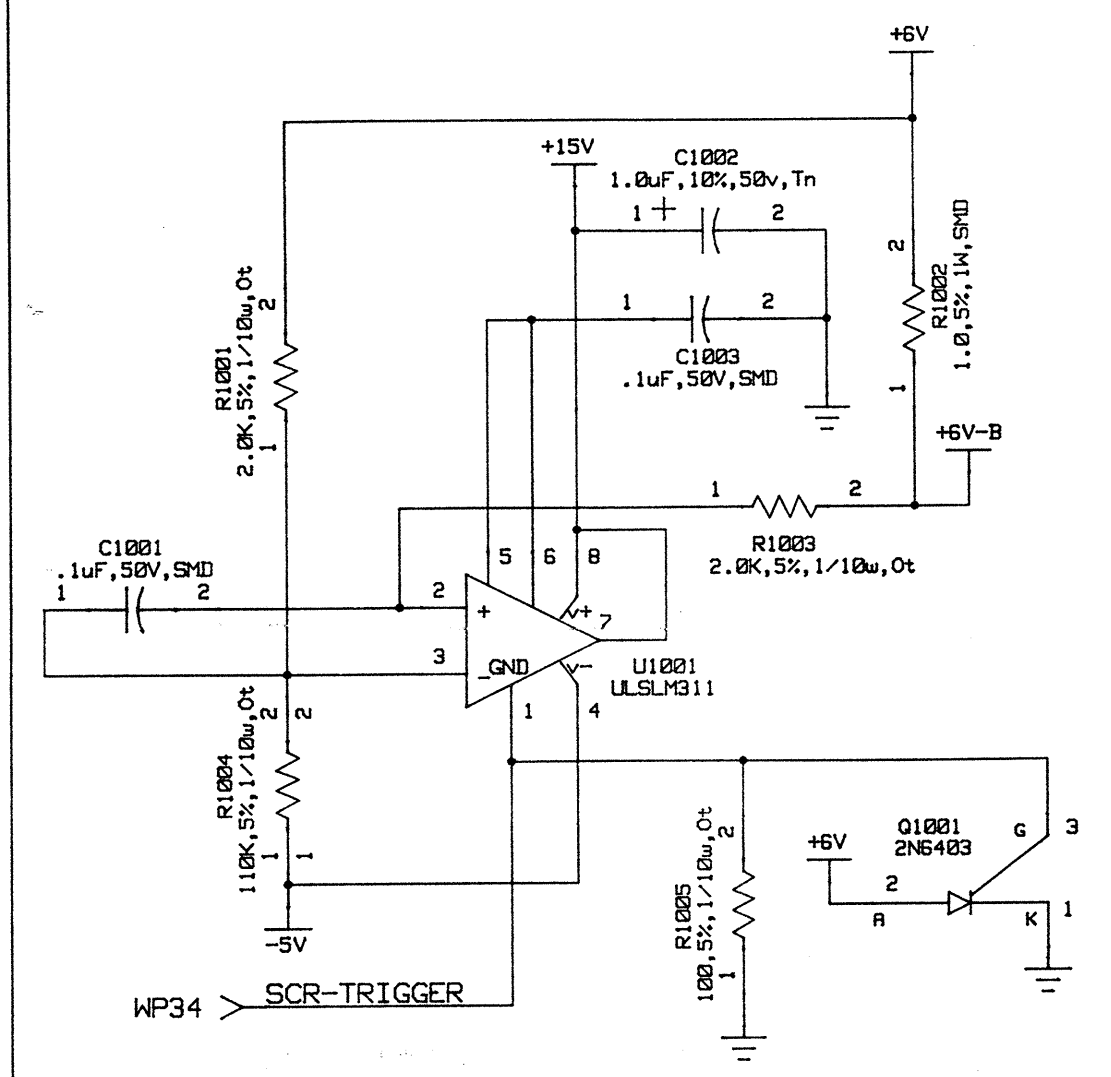 +6V
+15V
C1002
1.0uF,10%,50v,Tn
1 + 2
2
R1002
1.0,5%,1W,SMD
1
1 2
C1003
.1uF,50V,SMD
2
R1001
2.0K,5%,1/10w,Ot
1
+6V-B
1 2
R1003
2.0K,5%,1/10w,Ot
C1001
.1uF,50V,SMD
1 2
5 6 8
2
+
v+
7
3
-
GND
v-
U1001
ULSLM311
1 4
2 2
R1004
110K,5%,1/10w,Ot
1 1
-5V
2
R1005
100,5%,1/10w,Ot
1
Q1001
2N6403
G 3
+6V
2
A
K 1
WP34
SCR-TRIGGER